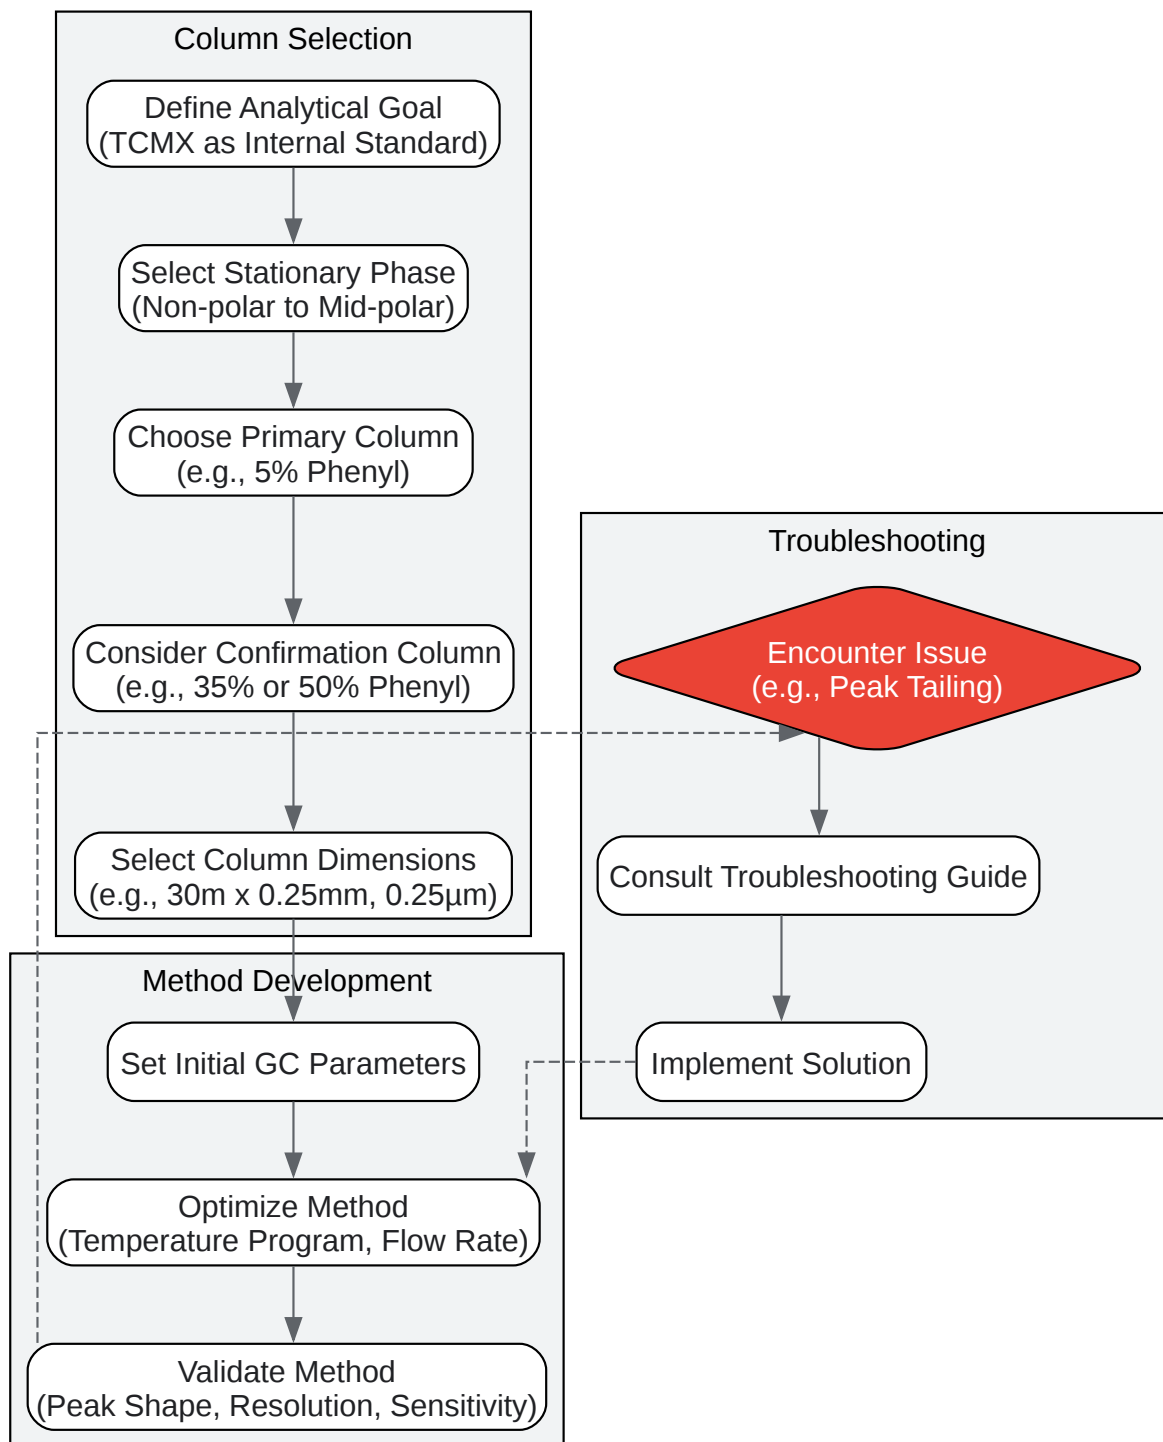 Column Selection
Define Analytical Goal
(TCMX as Internal Standard)
Select Stationary Phase
(Non-polar to Mid-polar)
Choose Primary Column
(e.g., 5% Phenyl)
Consider Confirmation Column
(e.g., 35% or 50% Phenyl)
Select Column Dimensions
(e.g., 30m x 0.25mm, 0.25µm)
Method Development
Set Initial GC Parameters
Optimize Method
(Temperature Program, Flow Rate)
Validate Method
(Peak Shape, Resolution, Sensitivity)
Troubleshooting
Encounter Issue
(e.g., Peak Tailing)
Consult Troubleshooting Guide
Implement Solution